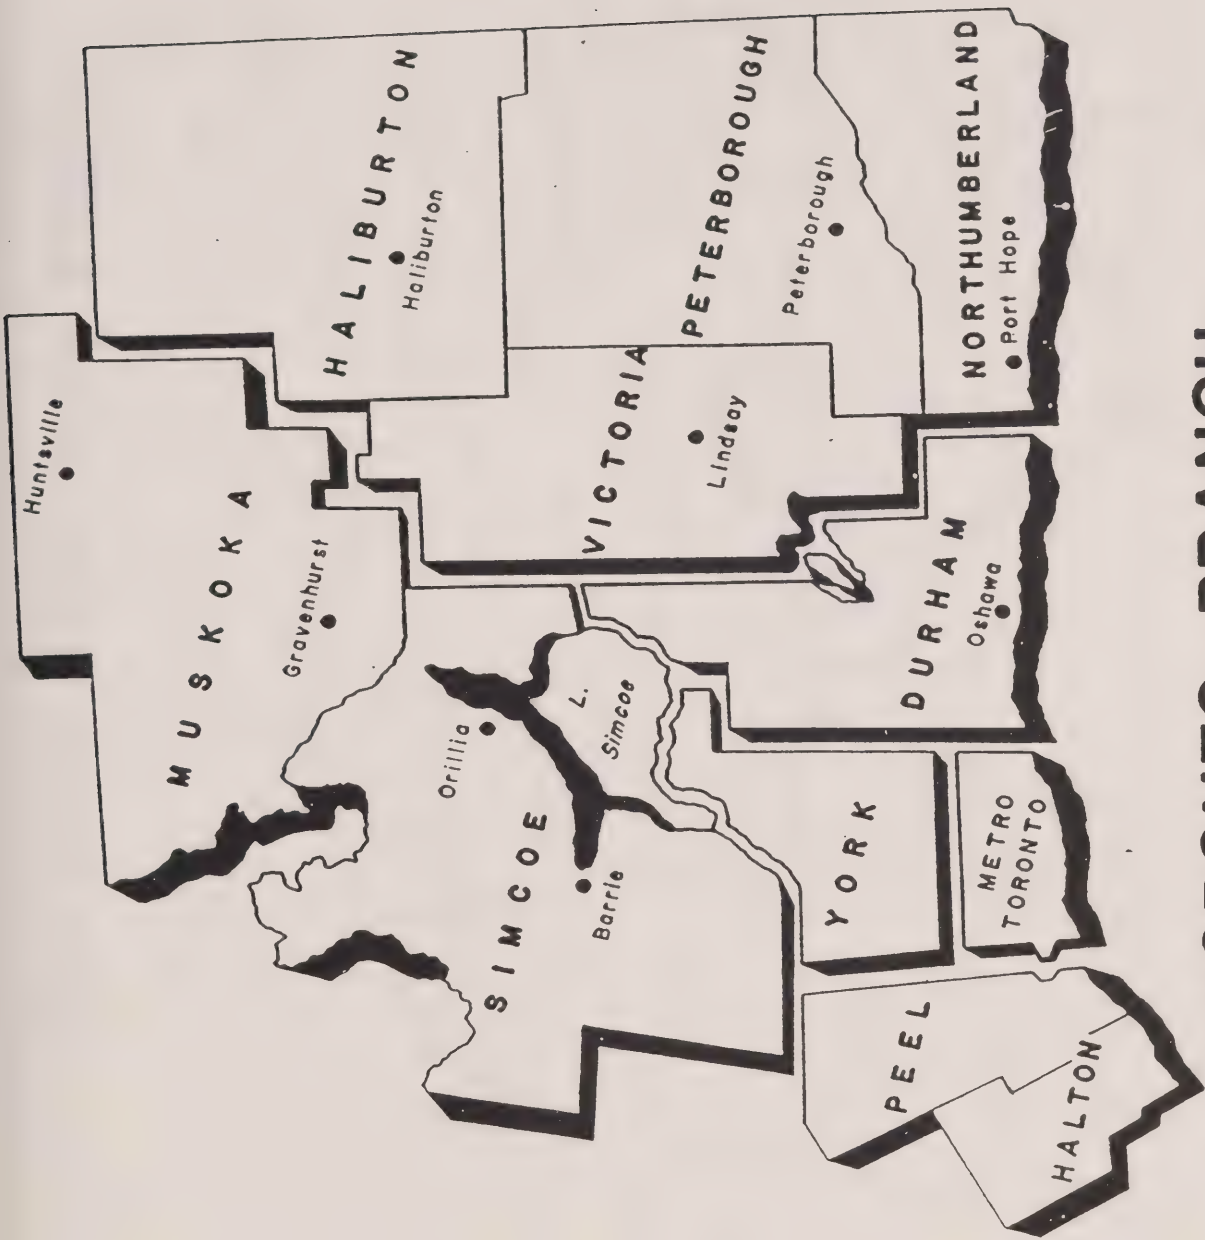 Huntsville
MUSKOKA
Gravenhurst
HALIBURTON
Haliburton
Orillia
SIMCOE
Barrie
L.
Simcoe
VICTORIA
Lindsay
PETERBOROUGH
Peterborough
NORTHUMBERLAND
Port Hope
DURHAM
Oshawa
YORK
METRO
TORONTO
PEEL
HALTON